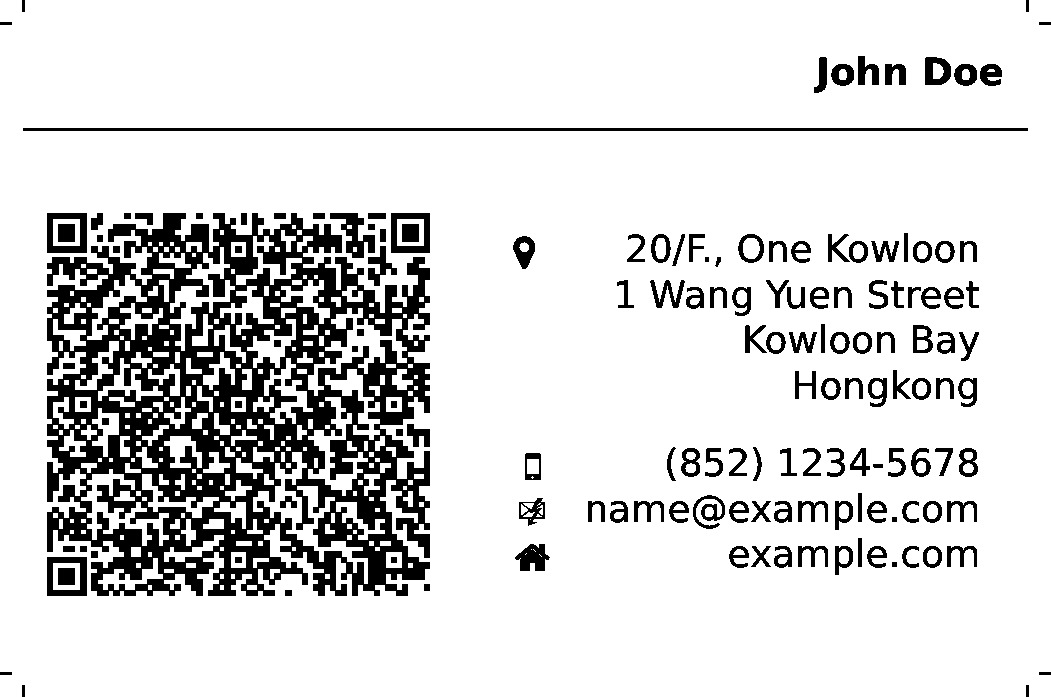 John Doe
20/F., One Kowloon
1 Wang Yuen Street
Kowloon Bay
Hongkong
(852) 1234-5678
name@example.com
example.com